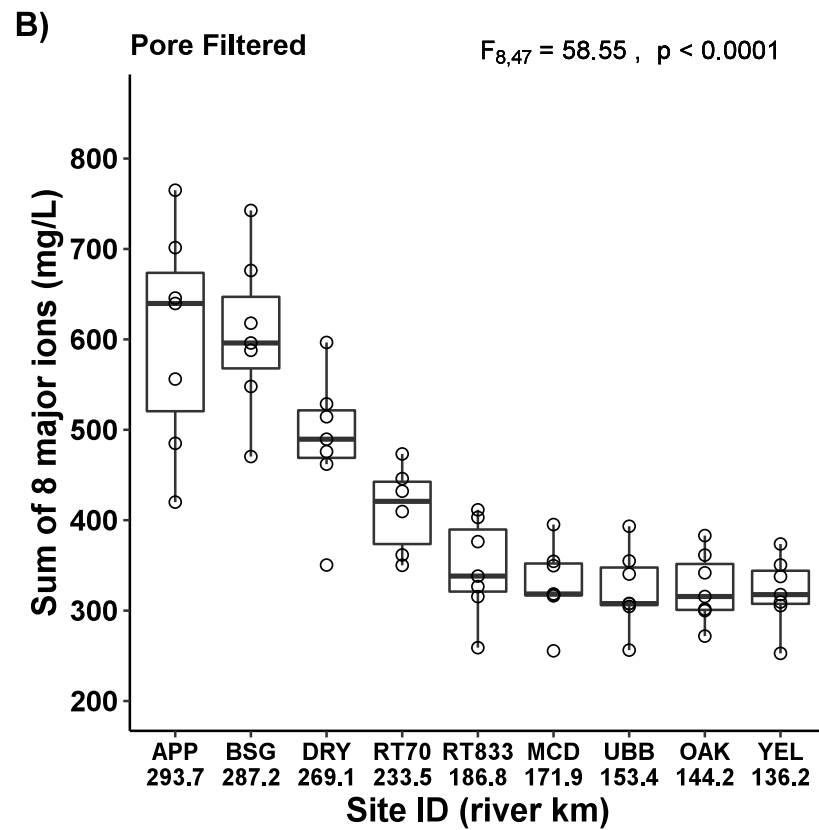 B)
Pore Filtered
F8,47 = 58.55 , p < 0.0001
Sum of 8 major ions (mg/L)
800
700
600
500
400
300
200
APP BSG DRY RT70 RT833 MCD UBB OAK YEL
293.7 287.2 269.1 233.5 186.8 171.9 153.4 144.2 136.2
Site ID (river km)